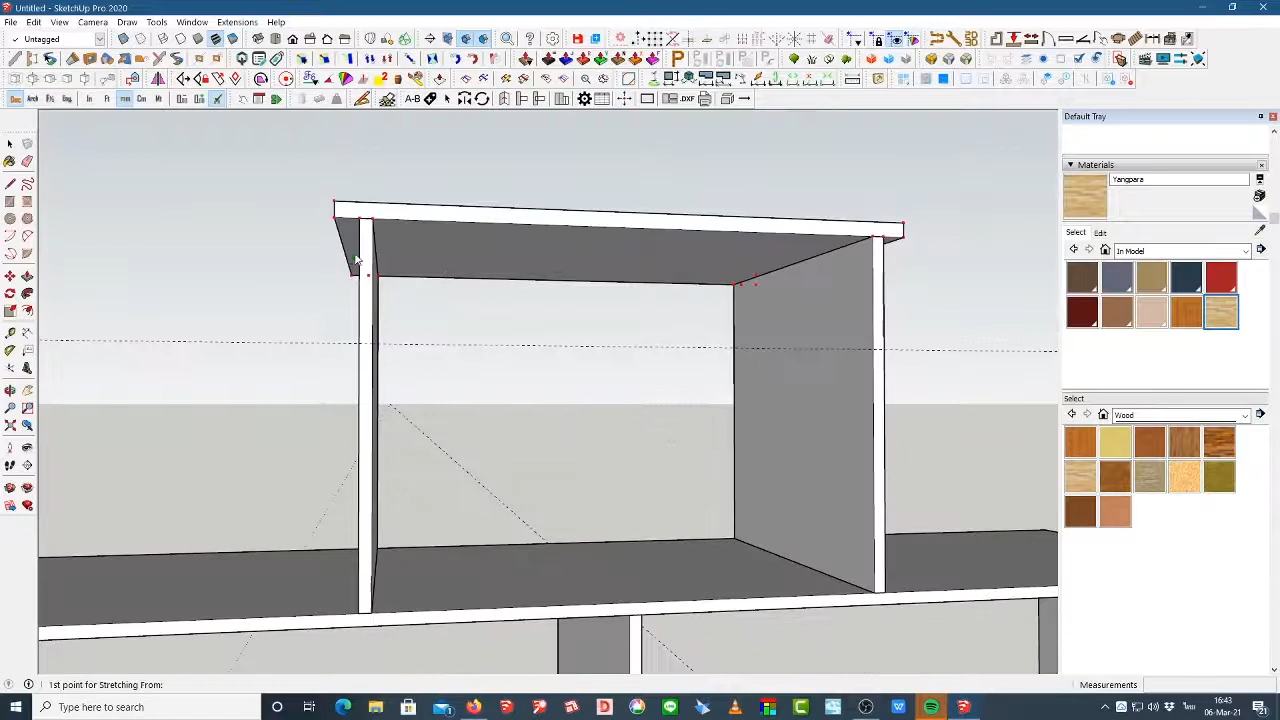 Untitled - SketchUp Pro 2020
File Edit View Camera Draw Tools Window Extensions Help
Untagged
Default Tray
Materials
Yangpara
Select Edit
In Model
Select
Wood
A-B
.DXF
1st point for Stretching From:
Measurements
Type here to search
16:43
06-Mar-21